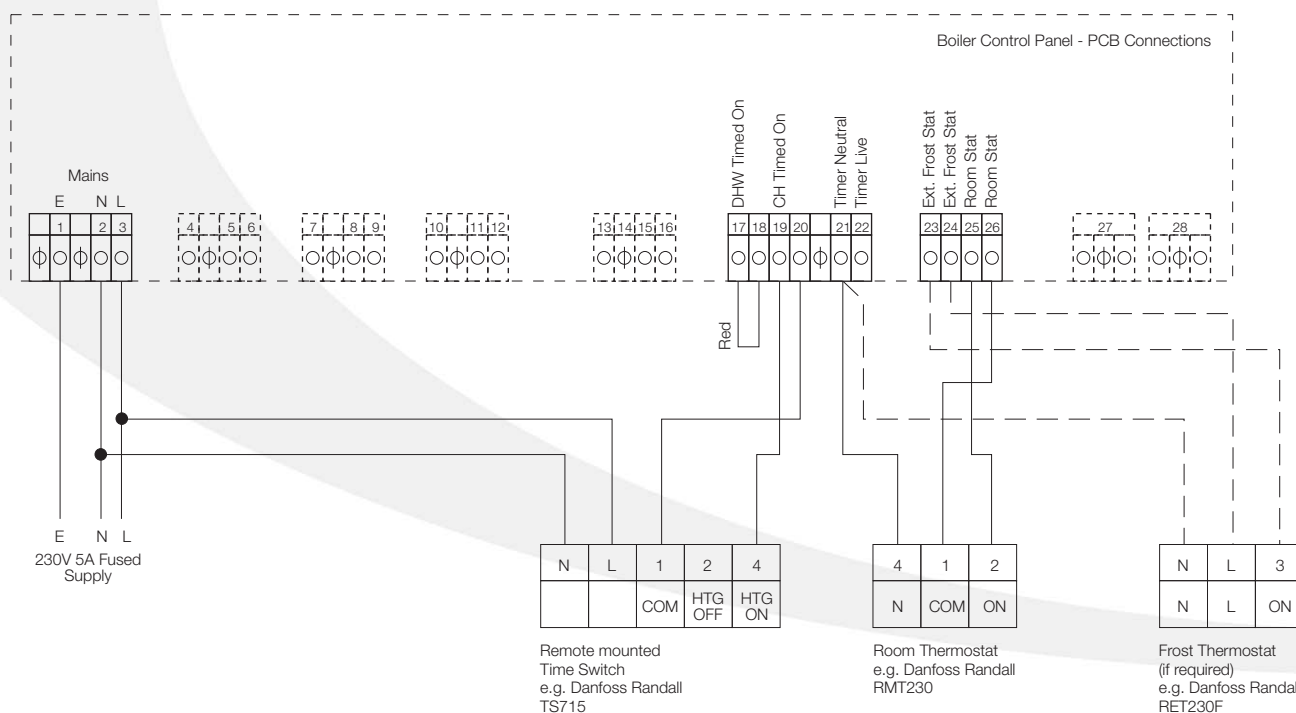 Boiler Control Panel - PCB Connections
Mains
E N L
DHW Timed On
CH Timed On
Timer Neutral
Timer Live
Ext. Frost Stat
Ext. Frost Stat
Room Stat
Room Stat
1 2 3
4 5 6
7 8 9
10 11 12
13 14 15 16
17 18 19 20 21 22
23 24 25 26
27
28
Red
E N L
230V 5A Fused
Supply
N L 1 2 4
COM HTG OFF HTG ON
Remote mounted
Time Switch
e.g. Danfoss Randall
TS715
4 1 2
N COM ON
Room Thermostat
e.g. Danfoss Randall
RMT230
N L 3
N L ON
Frost Thermostat
(if required)
e.g. Danfoss Randal
RET230F